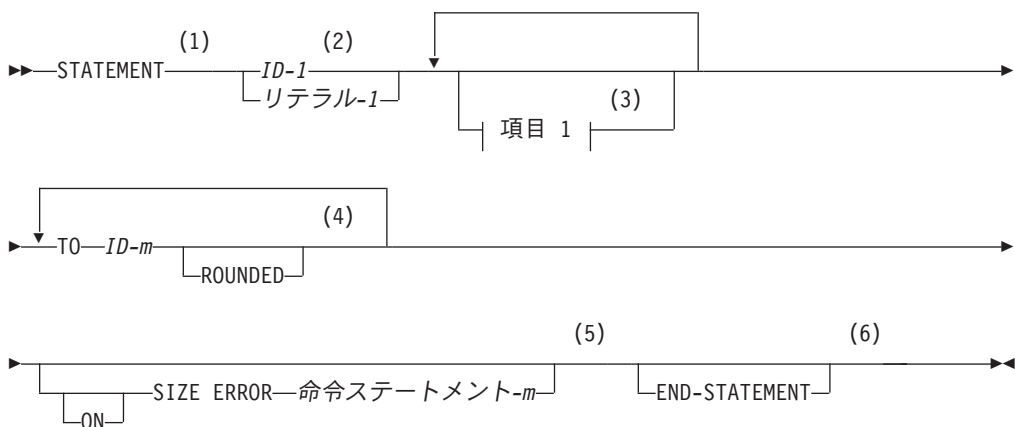 (1) (2)
STATEMENT ID-1
リテラル-1 (3)
項目 1
(4)
TO ID-m
ROUNDED
(5) (6)
SIZE ERROR 命令ステートメント-m END-STATEMENT
ON